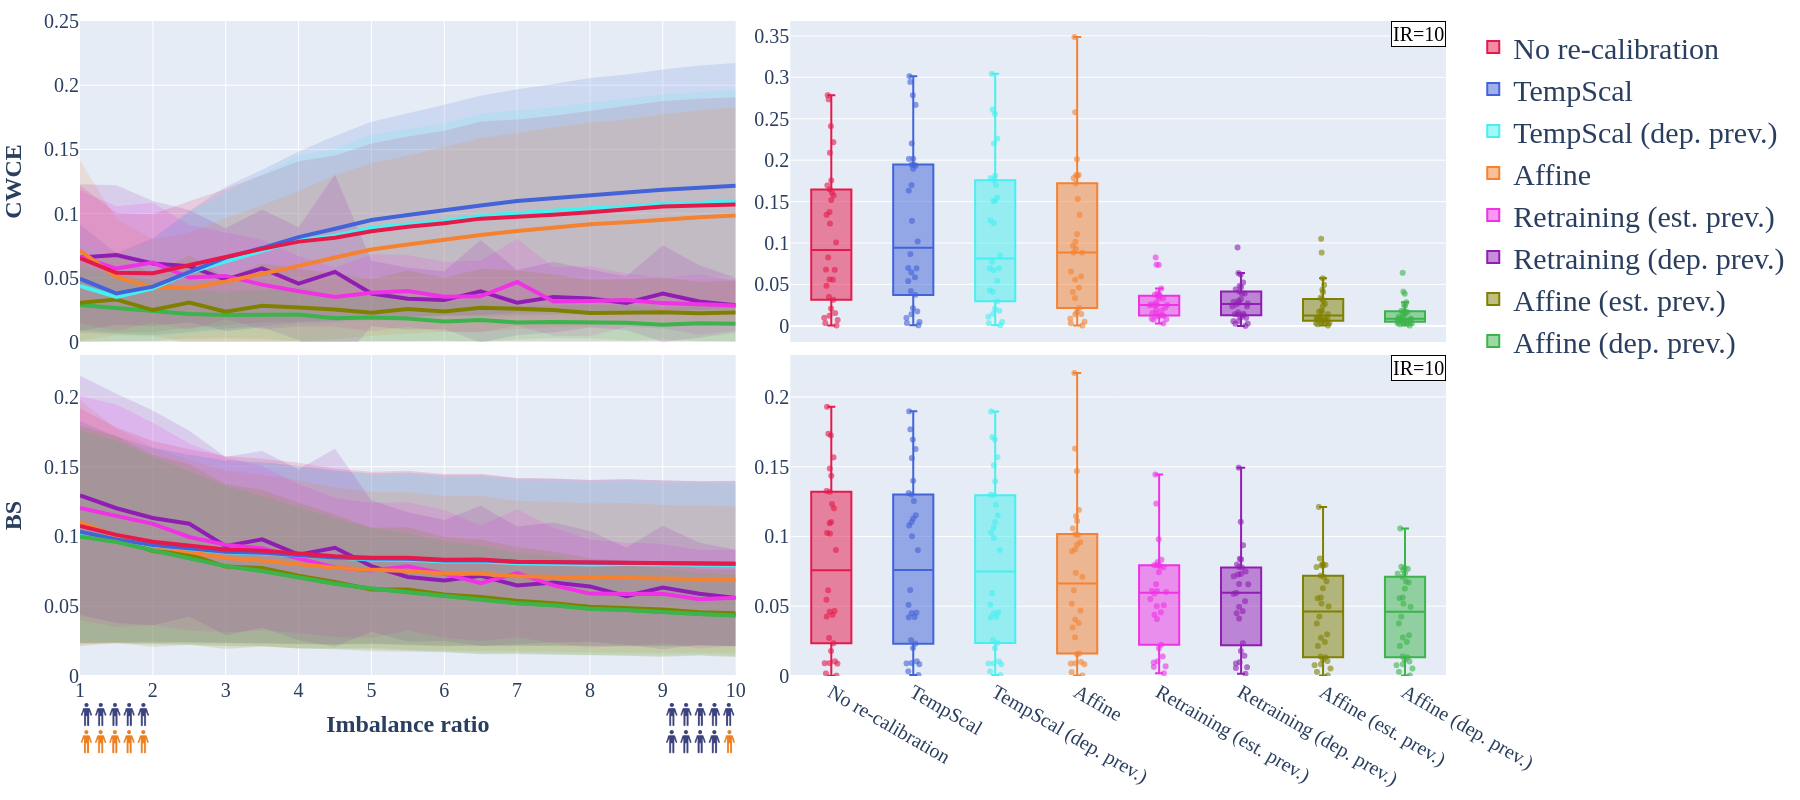 CWCE
0.25
0.2
0.15
0.1
0.05
0
0.35
0.3
0.25
0.2
0.15
0.1
0.05
0
IR=10
No re-calibration
TempScal
TempScal (dep. prev.)
Affine
Retraining (est. prev.)
Retraining (dep. prev.)
Affine (est. prev.)
Affine (dep. prev.)
BS
0.2
0.15
0.1
0.05
0
1
2
3
4
5
6
7
8
9
10
Imbalance ratio
0.2
0.15
0.1
0.05
0
IR=10
No re-calibration
TempScal
TempScal (dep. prev.)
Affine
Retraining (est. prev.)
Retraining (dep. prev.)
Affine (est. prev.)
Affine (dep. prev.)